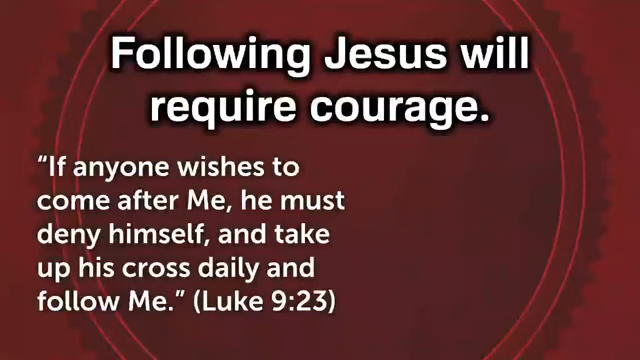 Following Jesus will
require courage.
“If anyone wishes to
come after Me, he must
deny himself, and take
up his cross daily and
follow Me.” (Luke 9:23)